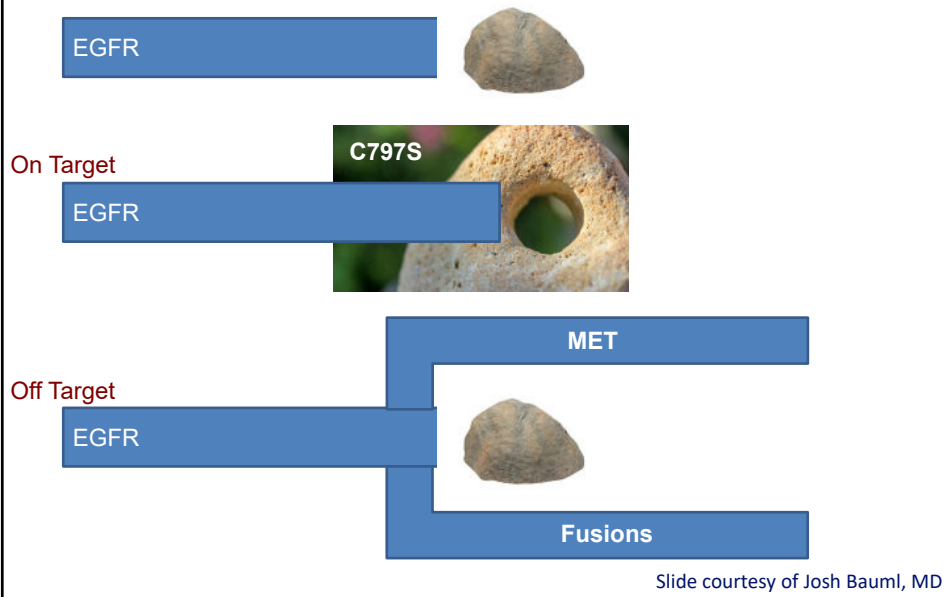 EGFR
C797S
On Target
EGFR
MET
Off Target
EGFR
Fusions
Slide courtesy of Josh Bauml, MD